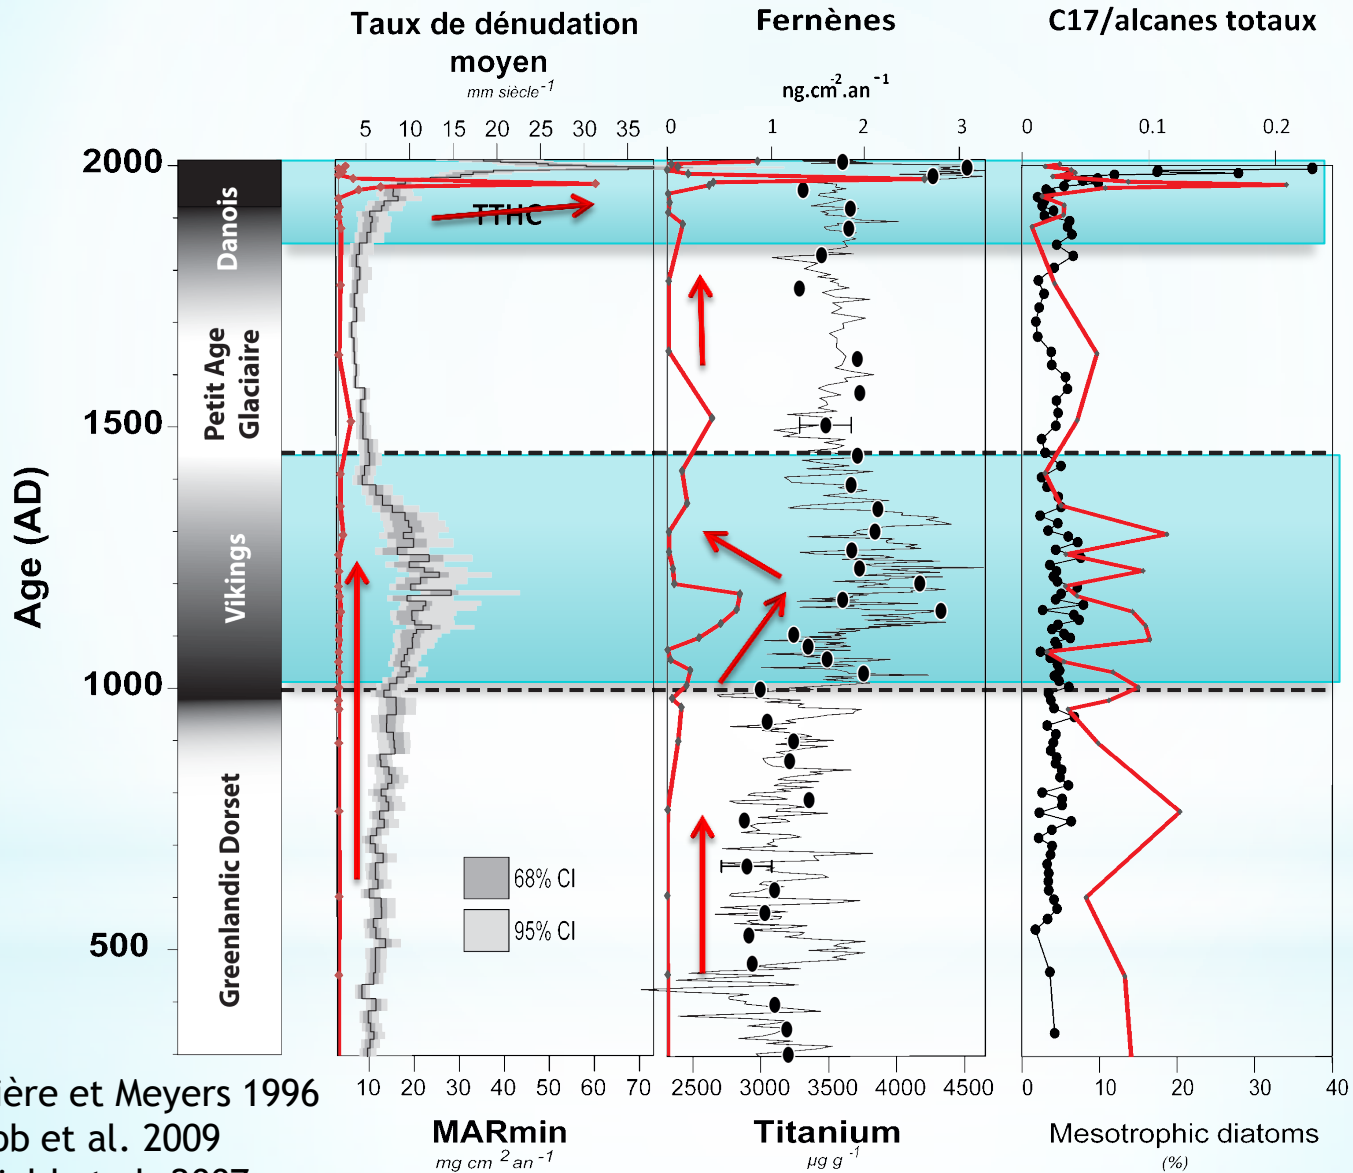 Taux de dénudation
moyen
mm siècle-1
Fernènes
ng.cm-2.an-1
C17/alcanes totaux
5 10 15 20 25 30 35
0 1 2 3
0 0.1 0.2
2000
1500
1000
500
Age (AD)
Danois
Petit Age
Glaciaire
Vikings
Greenlandic Dorset
TTHC
68% CI
95% CI
10 20 30 40 50 60 70
2500 3000 3500 4000 4500
0 10 20 30 40
MARmin
mg cm2 an-1
Titanium
µg g-1
Mesotrophic diatoms
(%)
ière et Meyers 1996
ob et al. 2009